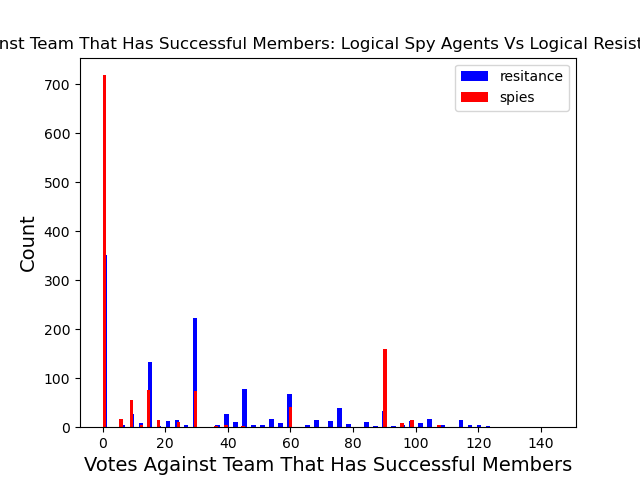 nst Team That Has Successful Members: Logical Spy Agents Vs Logical Resist
resitance
spies
700
600
500
400
300
200
100
0
Count
0 20 40 60 80 100 120 140
Votes Against Team That Has Successful Members